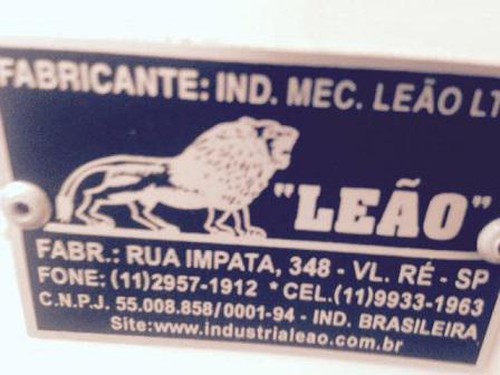 FABRICANTE: IND. MEC. LEÃO LT
"LEÃO"
FABR.: RUA IMPATA, 348 - VL. RÉ - SP
FONE: (11)2957-1912 * CEL.(11)9933-1963
C.N.P.J. 55.008.858/0001-94 - IND. BRASILEIRA
Site:www.industrialeao.com.br